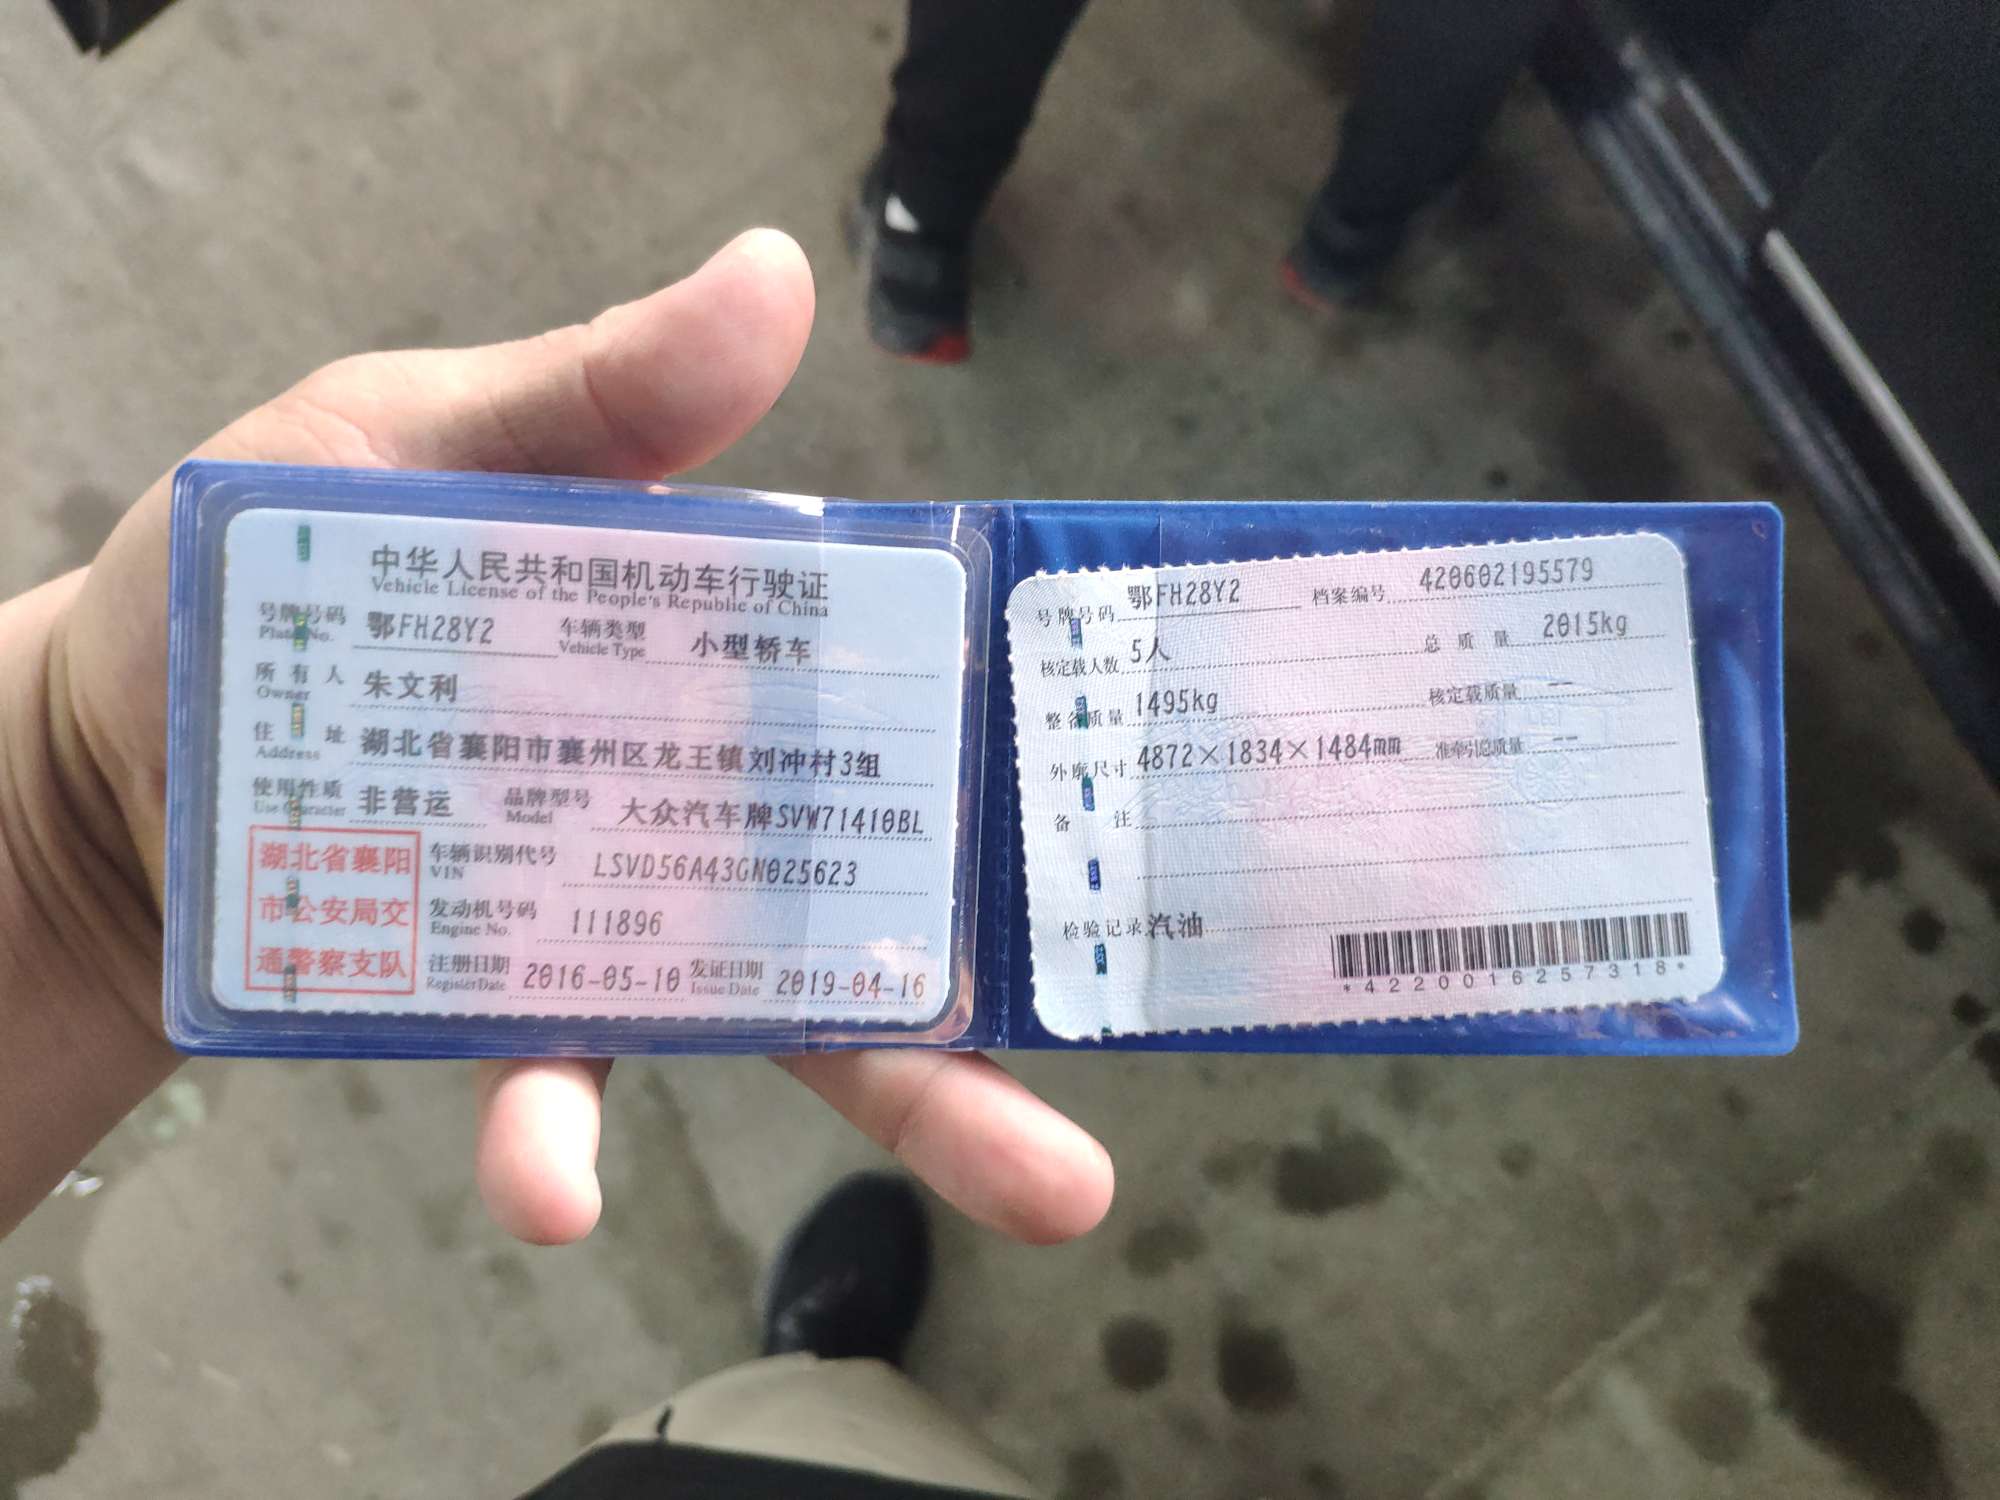 中华人民共和国机动车行驶证
Vehicle License of the People's Republic of China
号牌号码 鄂FH28Y2 车辆类型 小型轿车
Plate No. Vehicle Type
所有人 朱文利
Owner
住址 湖北省襄阳市襄州区龙王镇刘冲村3组
Address
使用性质 非营运 品牌型号 大众汽车牌SVW71410BL
Use Character Model
湖北省襄阳
市公安局交
通警察支队
车辆识别代号 LSVD56A43GN025623
VIN
发动机号码 111896
Engine No.
注册日期 2016-05-10 发证日期 2019-04-16
Register Date Issue Date
号牌号码 鄂FH28Y2 档案编号 420602195579
核定载人数 5人 总质量 2015kg
整备质量 1495kg 核定载质量 --
外廓尺寸 4872×1834×1484mm 准牵引总质量 --
备注
检验记录 汽油
*4220016257318*